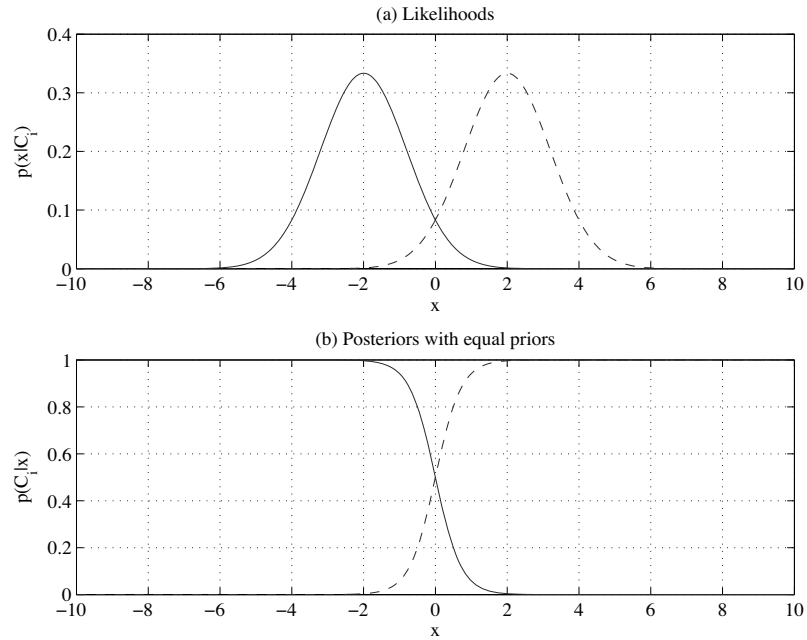 (a) Likelihoods
0.4
0.3
0.2
0.1
0
p(x|C_i)
−10 −8 −6 −4 −2 0 2 4 6 8 10
x
(b) Posteriors with equal priors
1
0.8
0.6
0.4
0.2
0
p(C_i|x)
−10 −8 −6 −4 −2 0 2 4 6 8 10
x